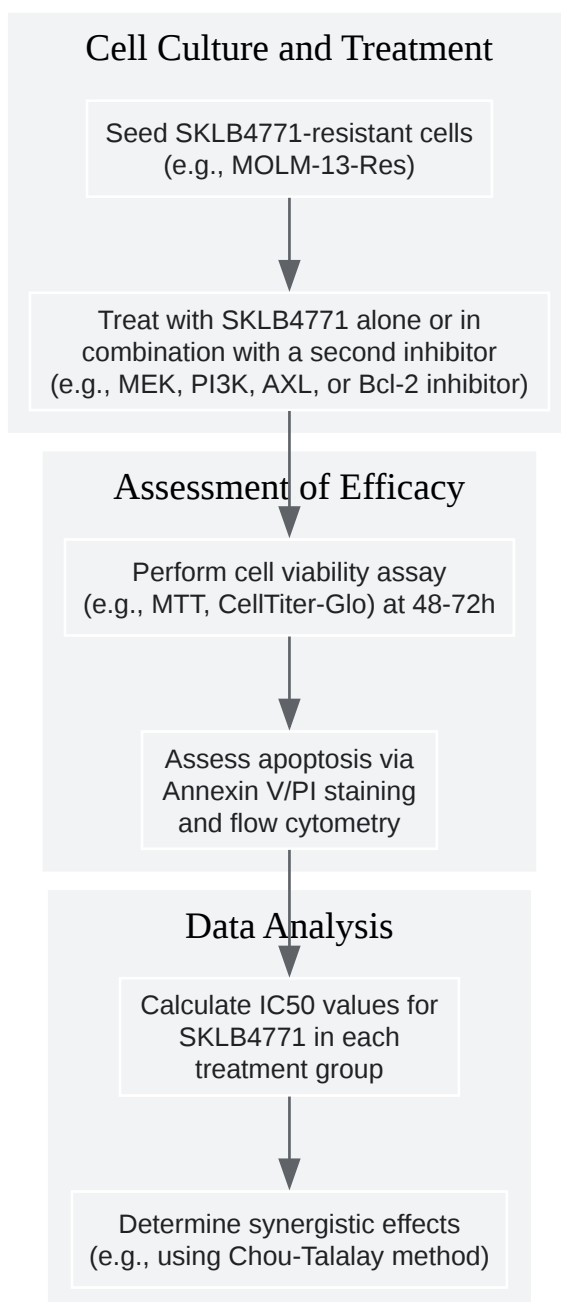 Cell Culture and Treatment
Seed SKLB4771-resistant cells
(e.g., MOLM-13-Res)
Treat with SKLB4771 alone or in
combination with a second inhibitor
(e.g., MEK, PI3K, AXL, or Bcl-2 inhibitor)
Assessment of Efficacy
Perform cell viability assay
(e.g., MTT, CellTiter-Glo) at 48-72h
Assess apoptosis via
Annexin V/PI staining
and flow cytometry
Data Analysis
Calculate IC50 values for
SKLB4771 in each
treatment group
Determine synergistic effects
(e.g., using Chou-Talalay method)